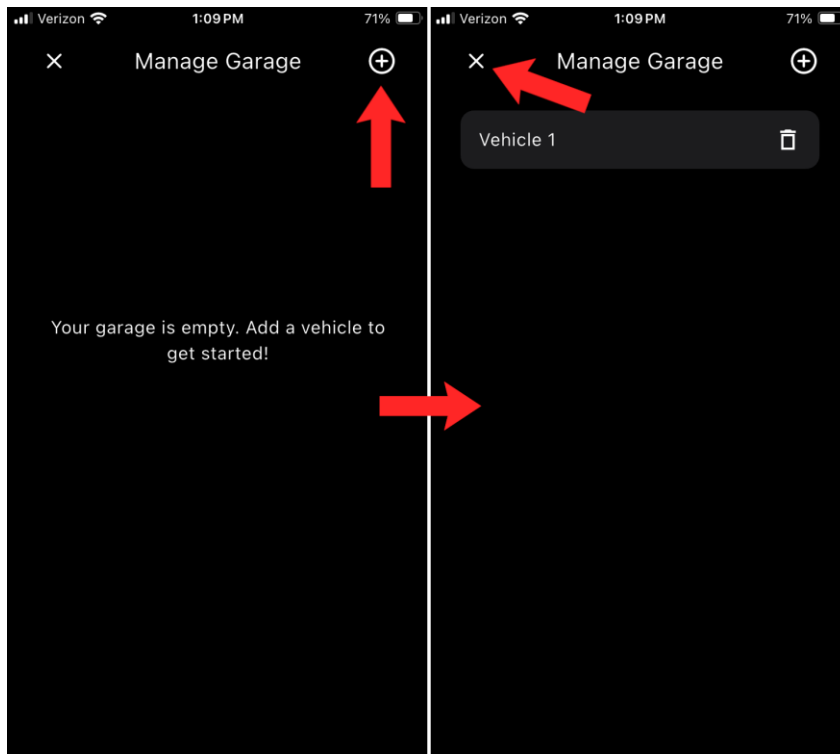 Verizon 1:09 PM 71%
Manage Garage
Your garage is empty. Add a vehicle to
get started!
Verizon 1:09 PM 71%
Manage Garage
Vehicle 1